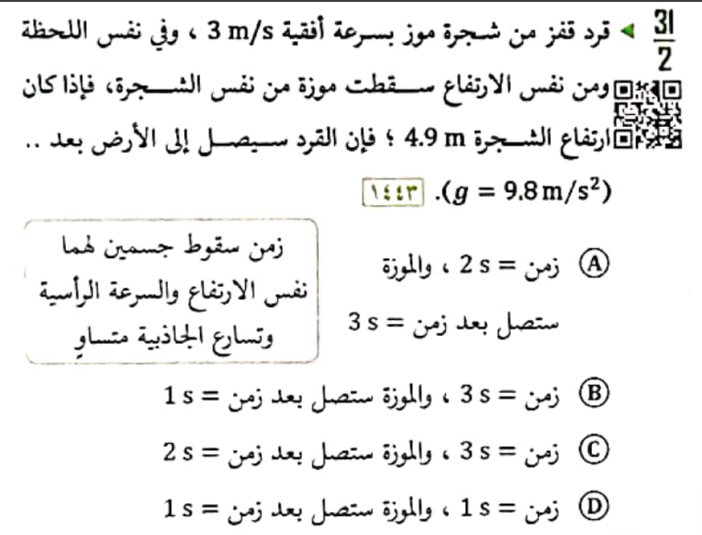 31
2
◀ قرد قفز من شجرة موز بسرعة أفقية 3 m/s ، وفي نفس اللحظة
ومن نفس الارتفاع سقطت موزة من نفس الشجرة، فإذا كان
ارتفاع الشجرة 4.9 m ؛ فإن القرد سيصل إلى الأرض بعد ..
(g = 9.8 m/s²). ١٤٤٣
زمن سقوط جسمين لهما
نفس الارتفاع والسرعة الرأسية
وتسارع الجاذبية متساوٍ
Ⓐ زمن = 2 s ، والموزة
ستصل بعد زمن = 3 s
Ⓑ زمن = 3 s ، والموزة ستصل بعد زمن = 1 s
Ⓒ زمن = 3 s ، والموزة ستصل بعد زمن = 2 s
Ⓓ زمن = 1 s ، والموزة ستصل بعد زمن = 1 s